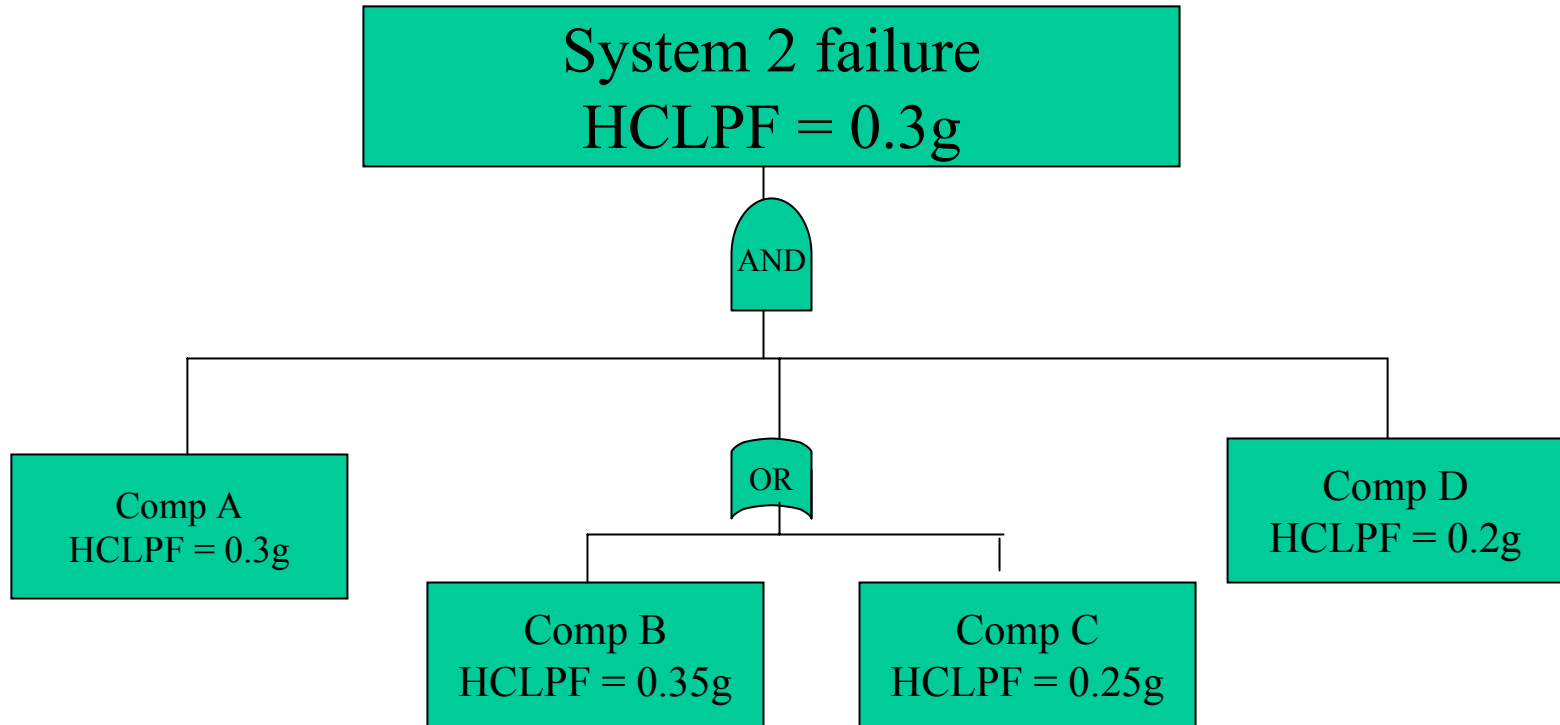 System 2 failure
HCLPF = 0.3g
AND
OR
Comp A
HCLPF = 0.3g
Comp B
HCLPF = 0.35g
Comp C
HCLPF = 0.25g
Comp D
HCLPF = 0.2g